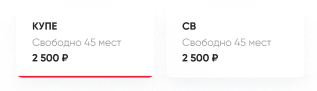 КУПЕ
Свободно 45 мест
2 500 ₽
СВ
Свободно 45 мест
2 500 ₽